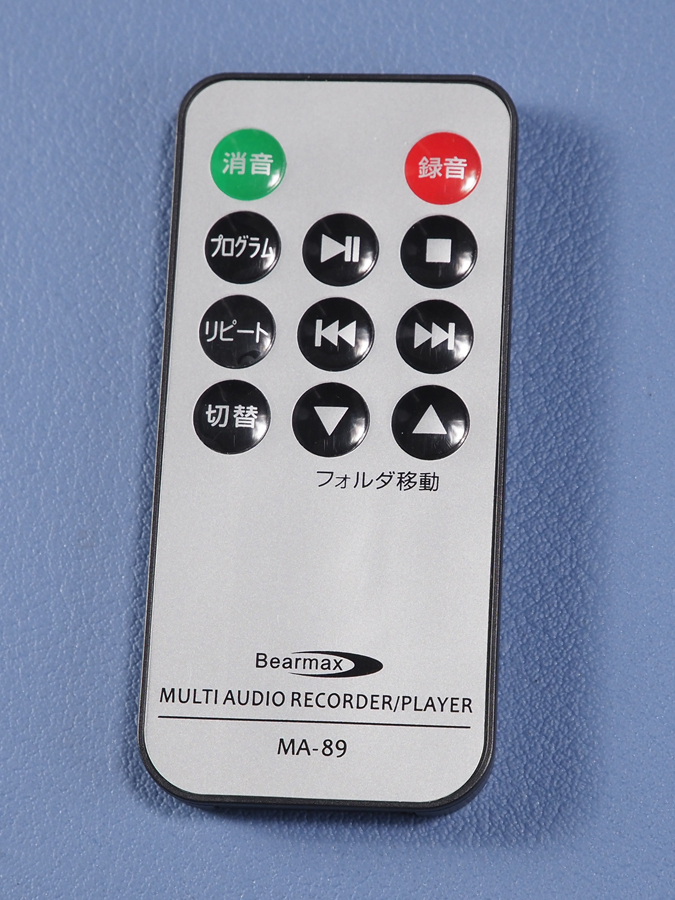 消音
録音
プログラム
リピート
切替
フォルダ移動
Bearmax
MULTI AUDIO RECORDER/PLAYER
MA-89